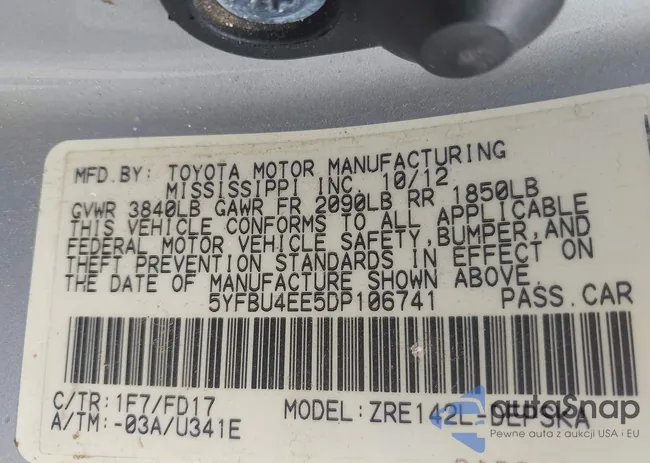 MFD.BY: TOYOTA MOTOR MANUFACTURING
MISSISSIPPI INC. 10/12
GVWR 3840LB GAWR FR 2090LB RR 1850LB
THIS VEHICLE CONFORMS TO ALL APPLICABLE
FEDERAL MOTOR VEHICLE SAFETY,BUMPER,AND
THEFT PREVENTION STANDARDS IN EFFECT ON
THE DATE OF MANUFACTURE SHOWN ABOVE.
5YFBU4EE5DP106741 PASS.CAR
C/TR:1F7/FD17 MODEL:ZRE142L-DEPSKA
A/TM:-03A/U341E
autoSnap
Pewne auta z aukcji USA i EU